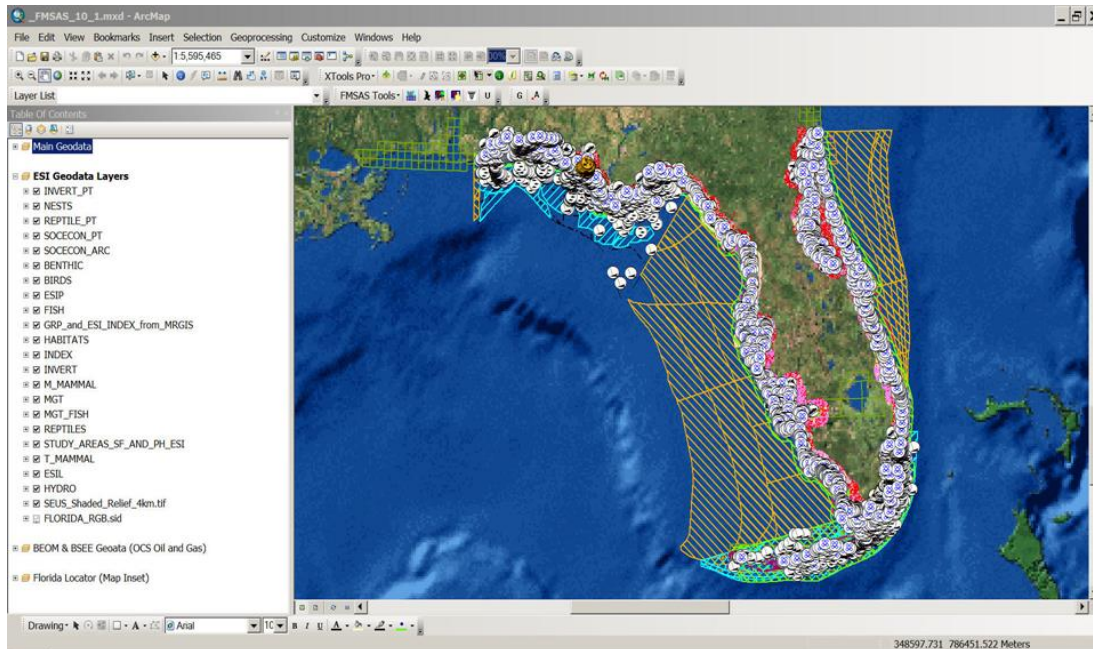 _FMSAS_10_1.mxd - ArcMap
File Edit View Bookmarks Insert Selection Geoprocessing Customize Windows Help
1:5,595,465
XTools Pro
Layer List
FMSAS Tools U G A
Table Of Contents
Main Geodata
ESI Geodata Layers
INVERT_PT
NESTS
REPTILE_PT
SOCECON_PT
SOCECON_ARC
BENTHIC
BIRDS
ESIP
FISH
GRP_and_ESI_INDEX_from_MRGIS
HABITATS
INDEX
INVERT
M_MAMMAL
MGT
MGT_FISH
REPTILES
STUDY_AREAS_SF_AND_PH_ESI
T_MAMMAL
ESIL
HYDRO
SEUS_Shaded_Relief_4km.tif
FLORIDA_RGB.sid
BEOM & BSEE Geoata (OCS Oil and Gas)
Florida Locator (Map Inset)
Drawing A Arial 10 B I U A
348597.731 786451.522 Meters